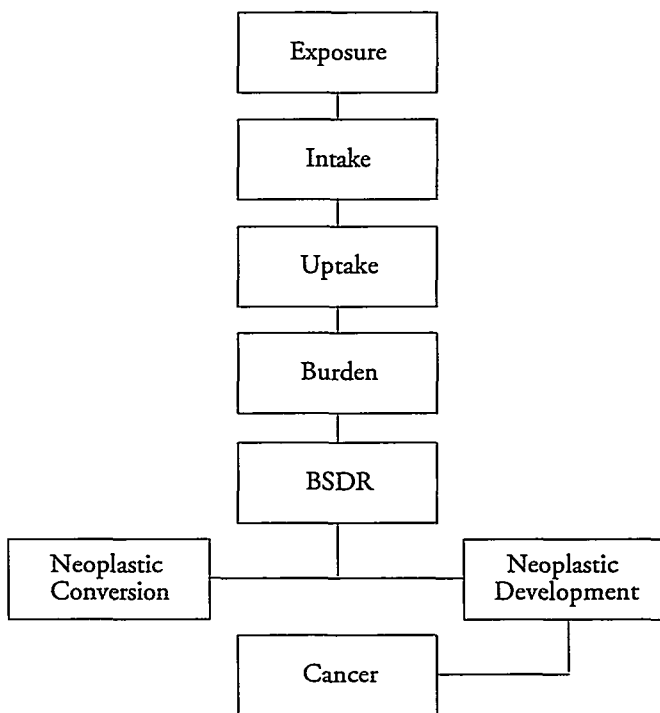 Exposure
Intake
Uptake
Burden
BSDR
Neoplastic
Conversion
Neoplastic
Development
Cancer